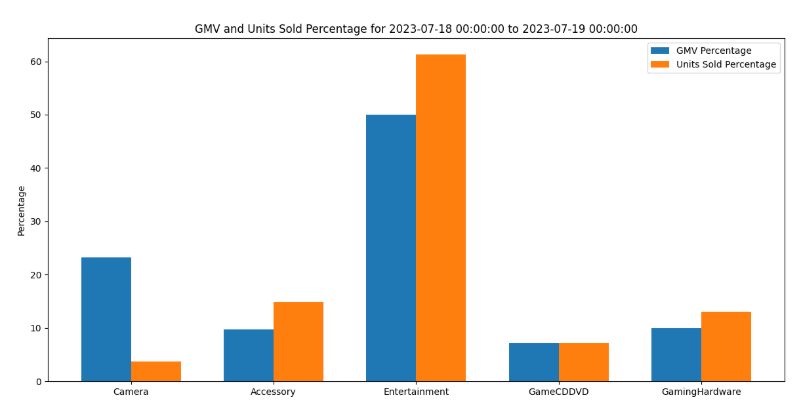 GMV and Units Sold Percentage for 2023-07-18 00:00:00 to 2023-07-19 00:00:00
GMV Percentage
Units Sold Percentage
Percentage
60
50
40
30
20
10
0
Camera
Accessory
Entertainment
GameCDDVD
GamingHardware